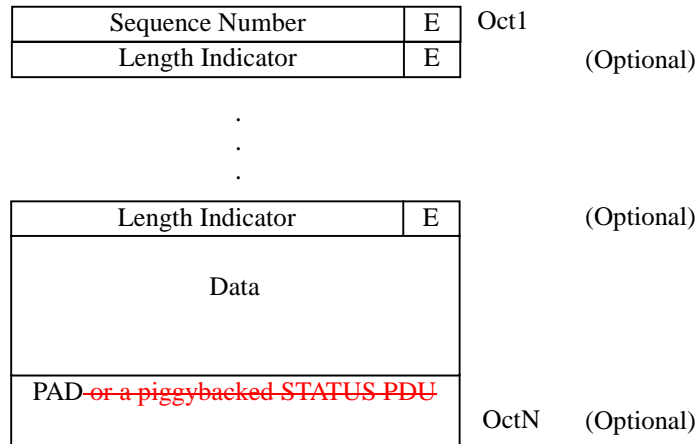 Sequence Number E Oct1
Length Indicator E (Optional)
.
.
.
Length Indicator E (Optional)
Data
PAD or a piggybacked STATUS PDU
OctN (Optional)